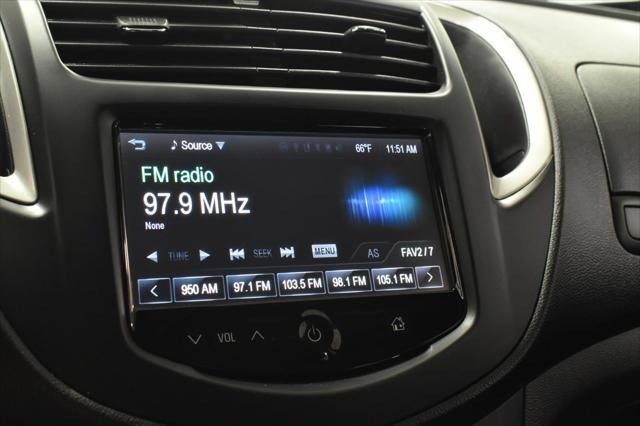 Source 66°F 11:51 AM
FM radio
97.9 MHz
None
TUNE SEEK MENU AS FAV2 / 7
950 AM 97.1 FM 103.5 FM 98.1 FM 105.1 FM
VOL